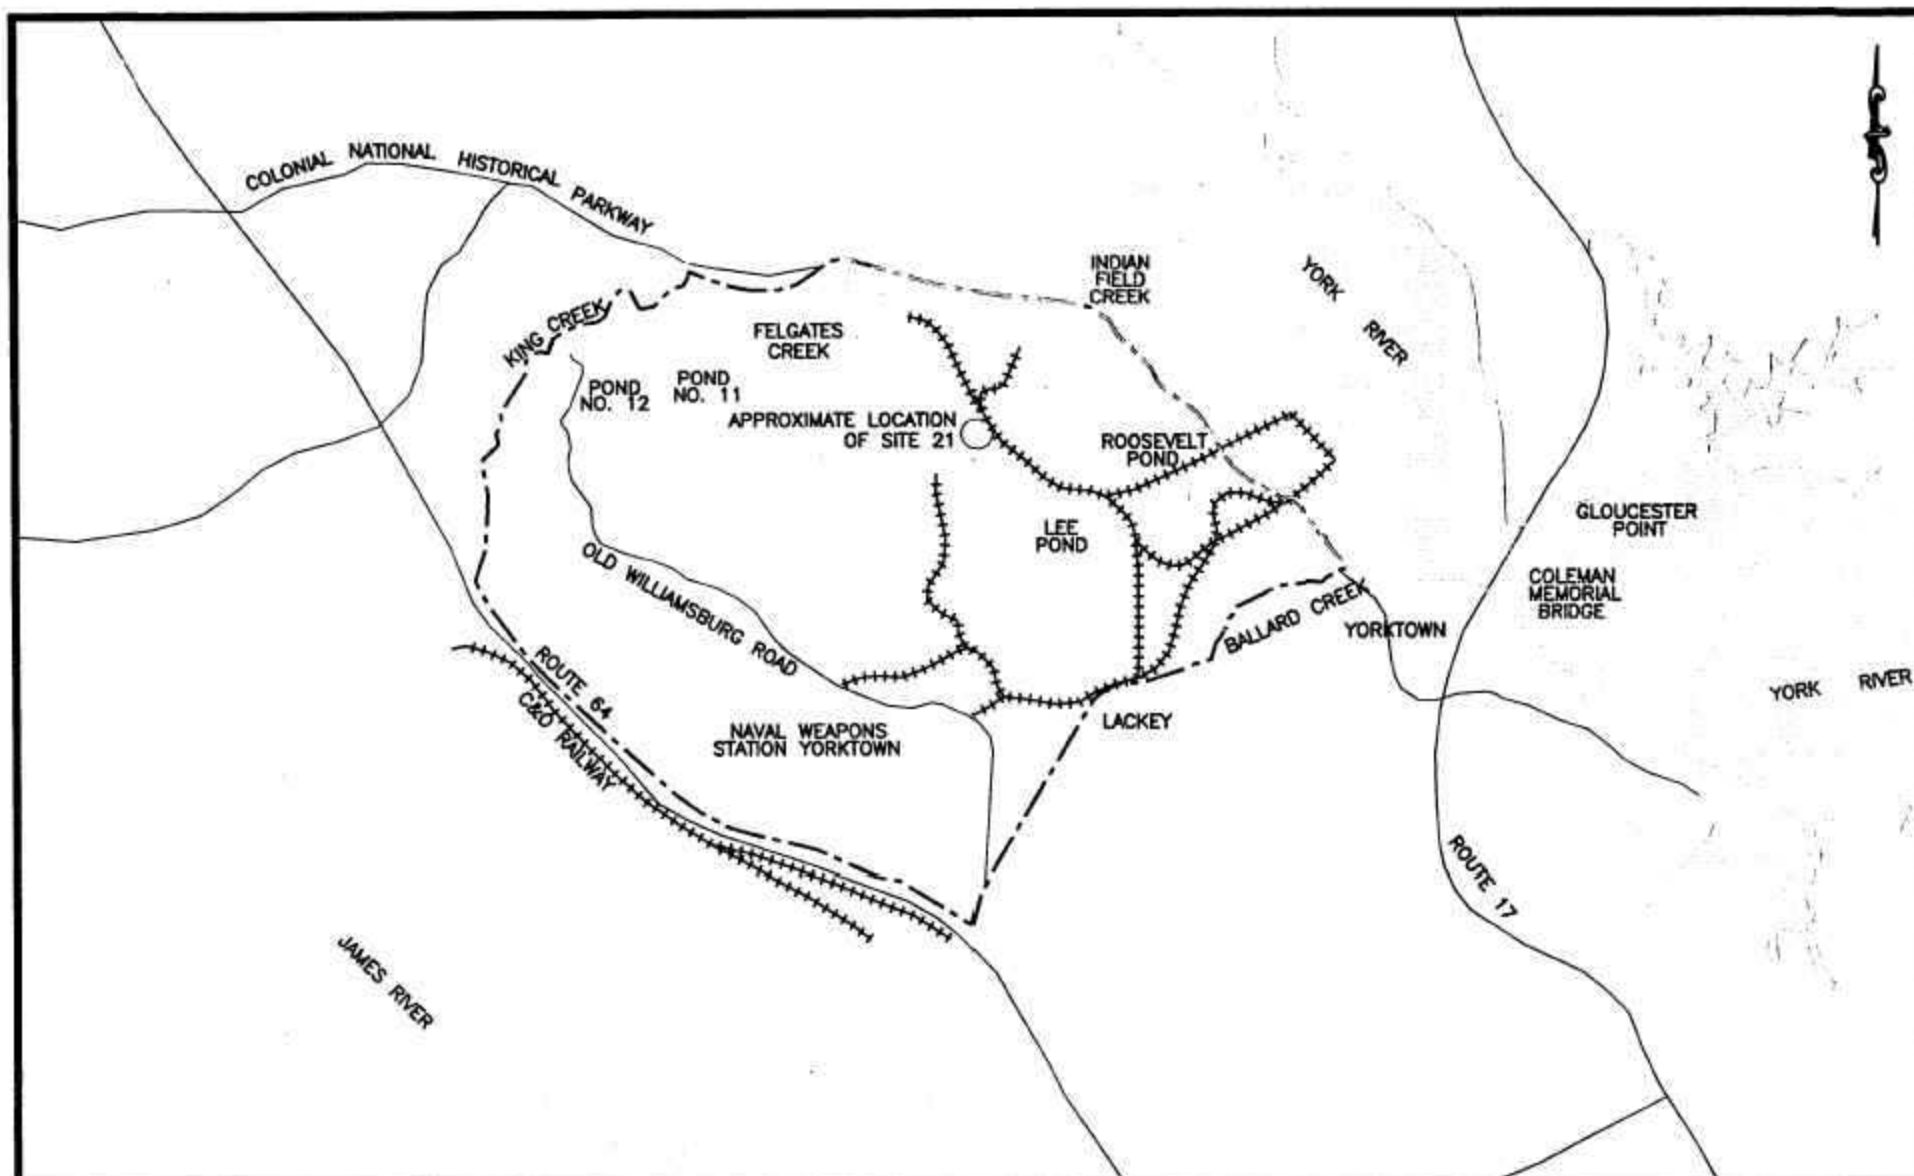 COLONIAL NATIONAL HISTORICAL PARKWAY
INDIAN
FIELD
CREEK
YORK RIVER
KING CREEK
FELGATES
CREEK
POND
NO. 12
POND
NO. 11
APPROXIMATE LOCATION
OF SITE 21
ROOSEVELT
POND
LEE
POND
GLOUCESTER
POINT
COLEMAN
MEMORIAL
BRIDGE
OLD WILLIAMSBURG ROAD
BALLARD CREEK
YORKTOWN
YORK RIVER
ROUTE 64
C&O RAILWAY
NAVAL WEAPONS
STATION YORKTOWN
LACKEY
ROUTE 17
JAMES RIVER